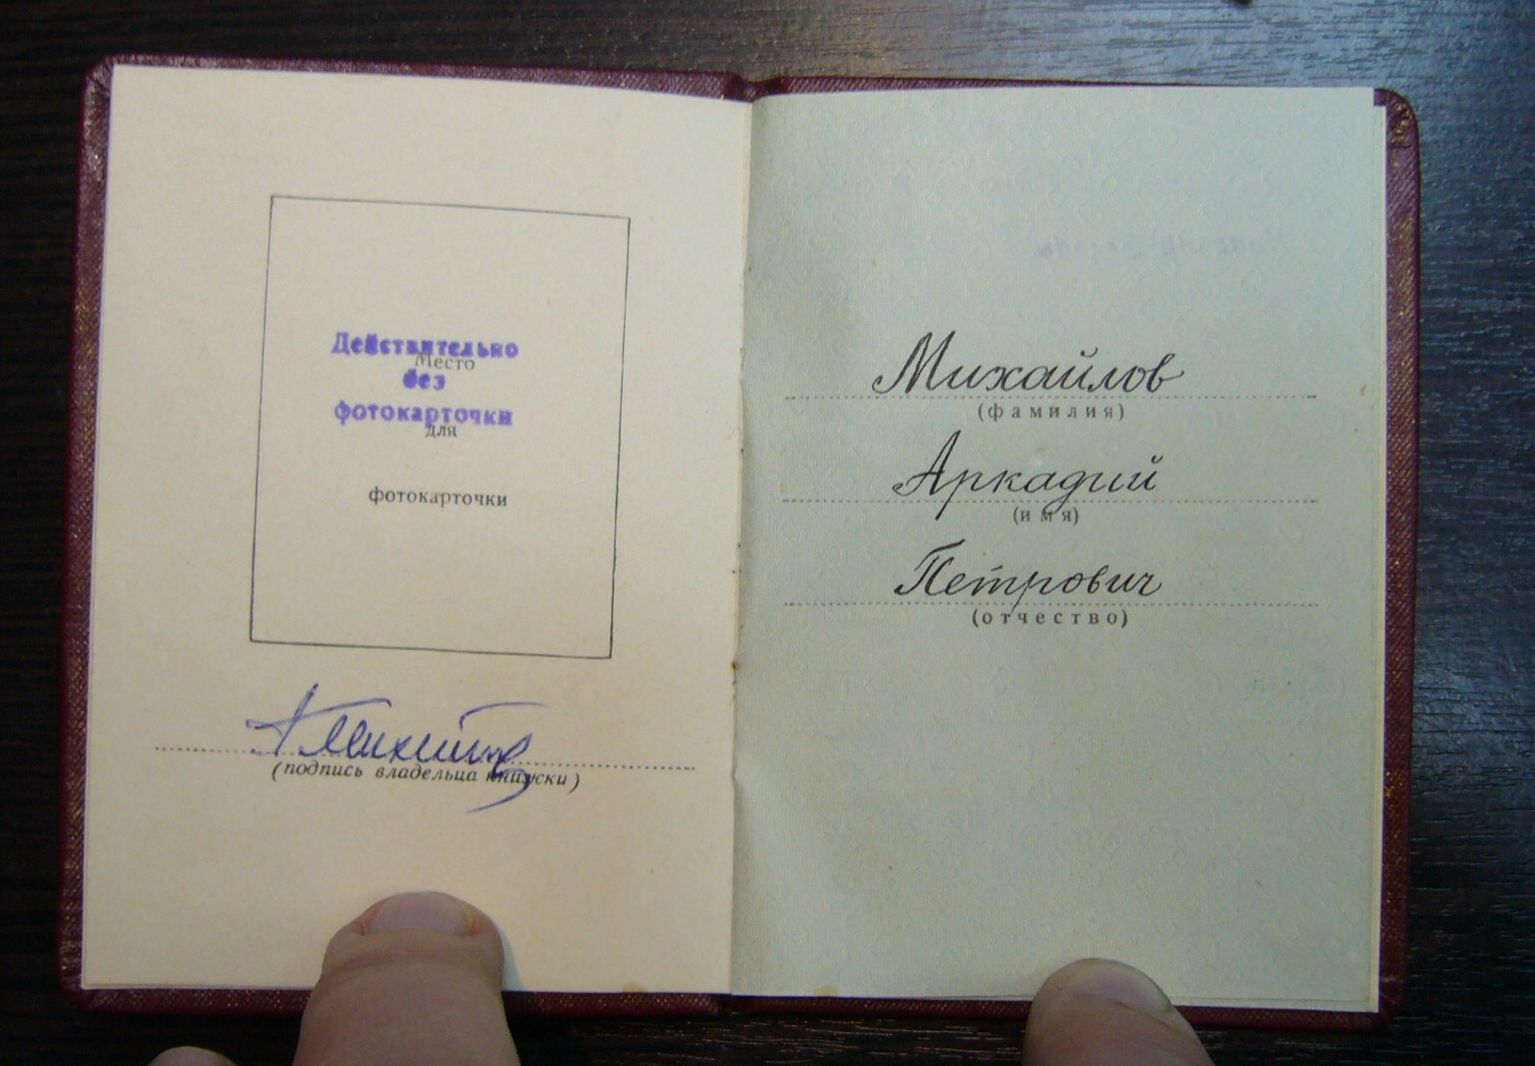 Действительно
Место
без
фотокарточки
для
фотокарточки
(подпись владельца книжки)
Михайлов
(фамилия)
Аркадий
(имя)
Петрович
(отчество)